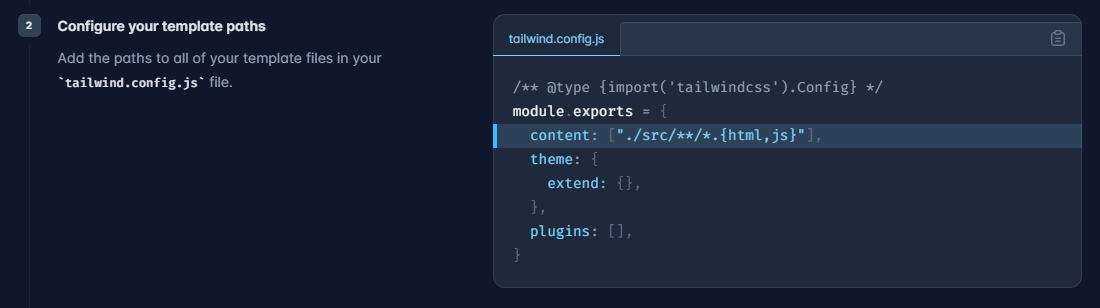 2
Configure your template paths
Add the paths to all of your template files in your
`tailwind.config.js` file.
tailwind.config.js
/** @type {import('tailwindcss').Config} */
module.exports = {
  content: ["./src/**/*.{html,js}"],
  theme: {
    extend: {},
  },
  plugins: [],
}